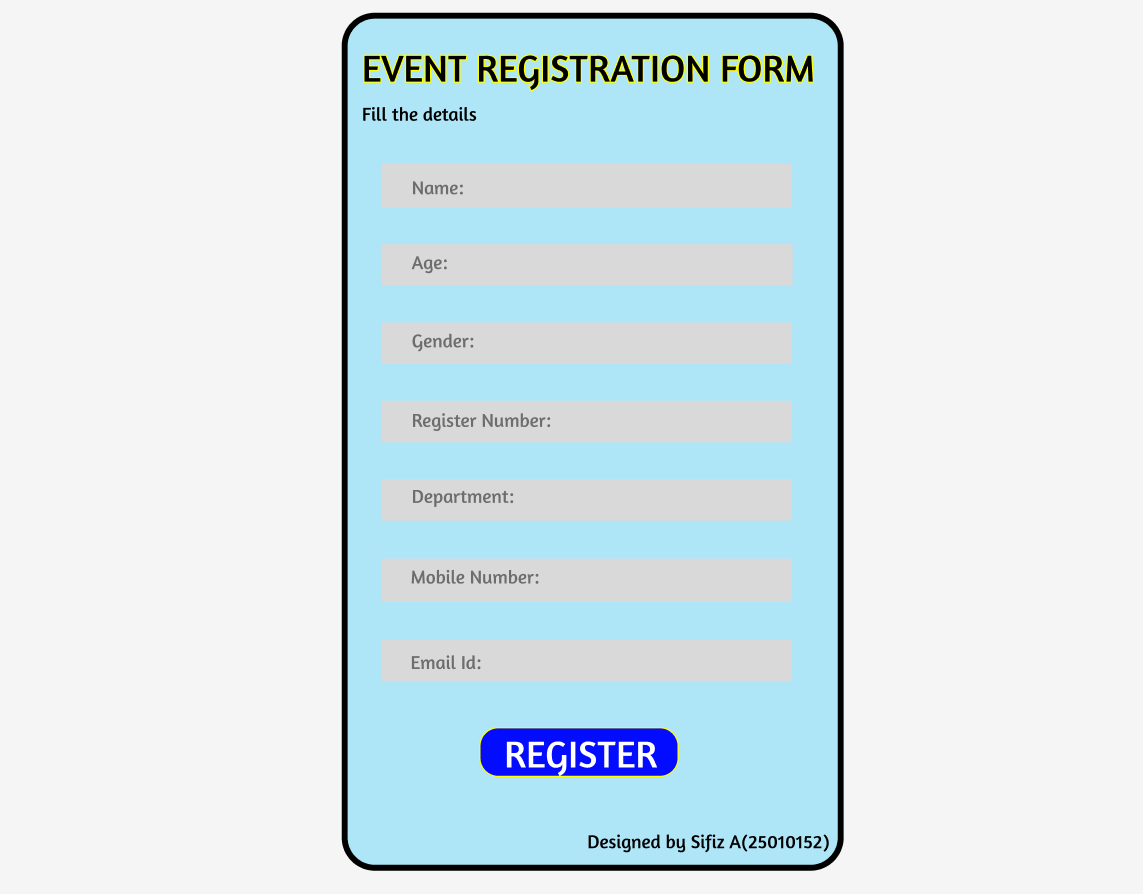 EVENT REGISTRATION FORM
Fill the details
Name:
Age:
Gender:
Register Number:
Department:
Mobile Number:
Email Id:
REGISTER
Designed by Sifiz A(25010152)